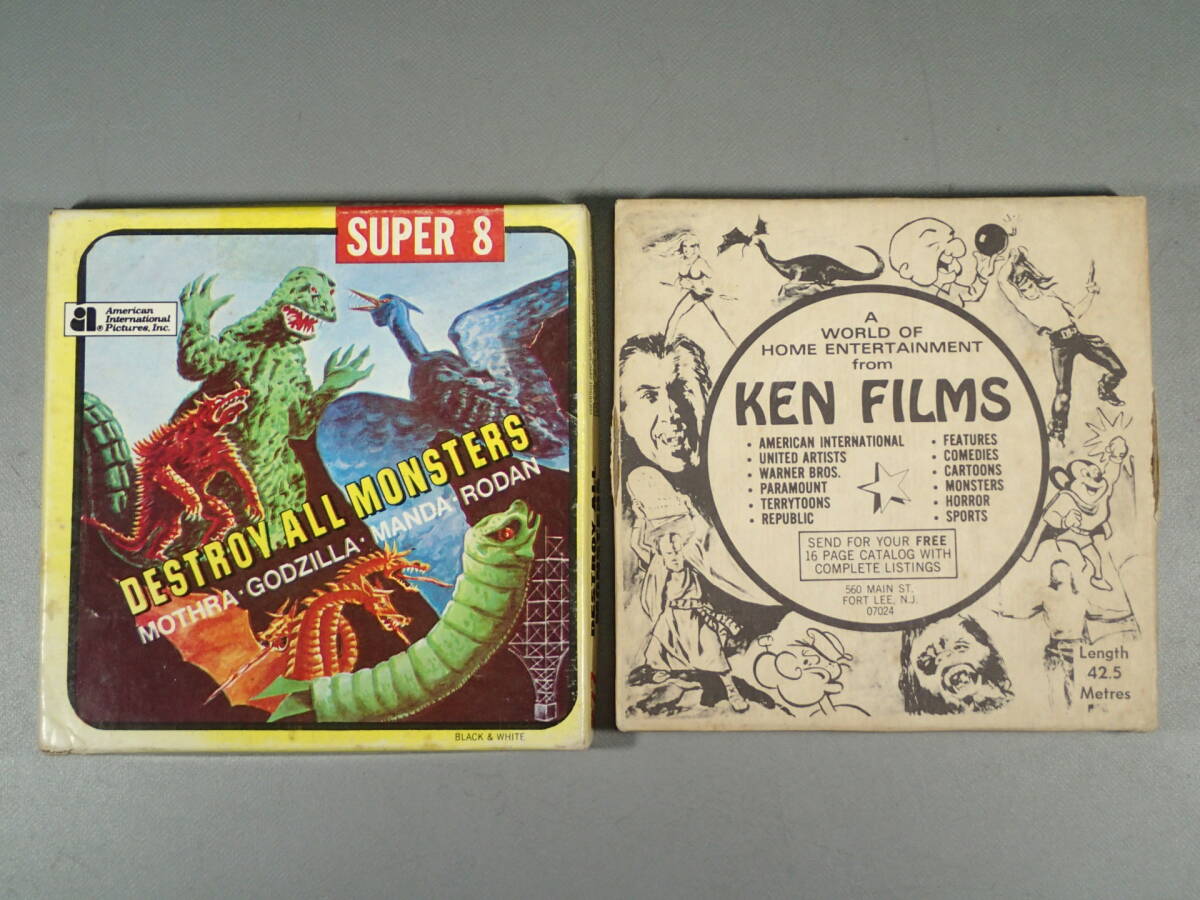 SUPER 8
a®
American
International
Pictures, Inc.
DESTROY ALL MONSTERS
MOTHRA · GODZILLA · MANDA · RODAN
BLACK & WHITE
A
WORLD OF
HOME ENTERTAINMENT
from
KEN FILMS
• AMERICAN INTERNATIONAL
• UNITED ARTISTS
• WARNER BROS.
• PARAMOUNT
• TERRYTOONS
• REPUBLIC
• FEATURES
• COMEDIES
• CARTOONS
• MONSTERS
• HORROR
• SPORTS
SEND FOR YOUR FREE
16 PAGE CATALOG WITH
COMPLETE LISTINGS
560 MAIN ST.
FORT LEE, N.J.
07024
Length
42.5
Metres